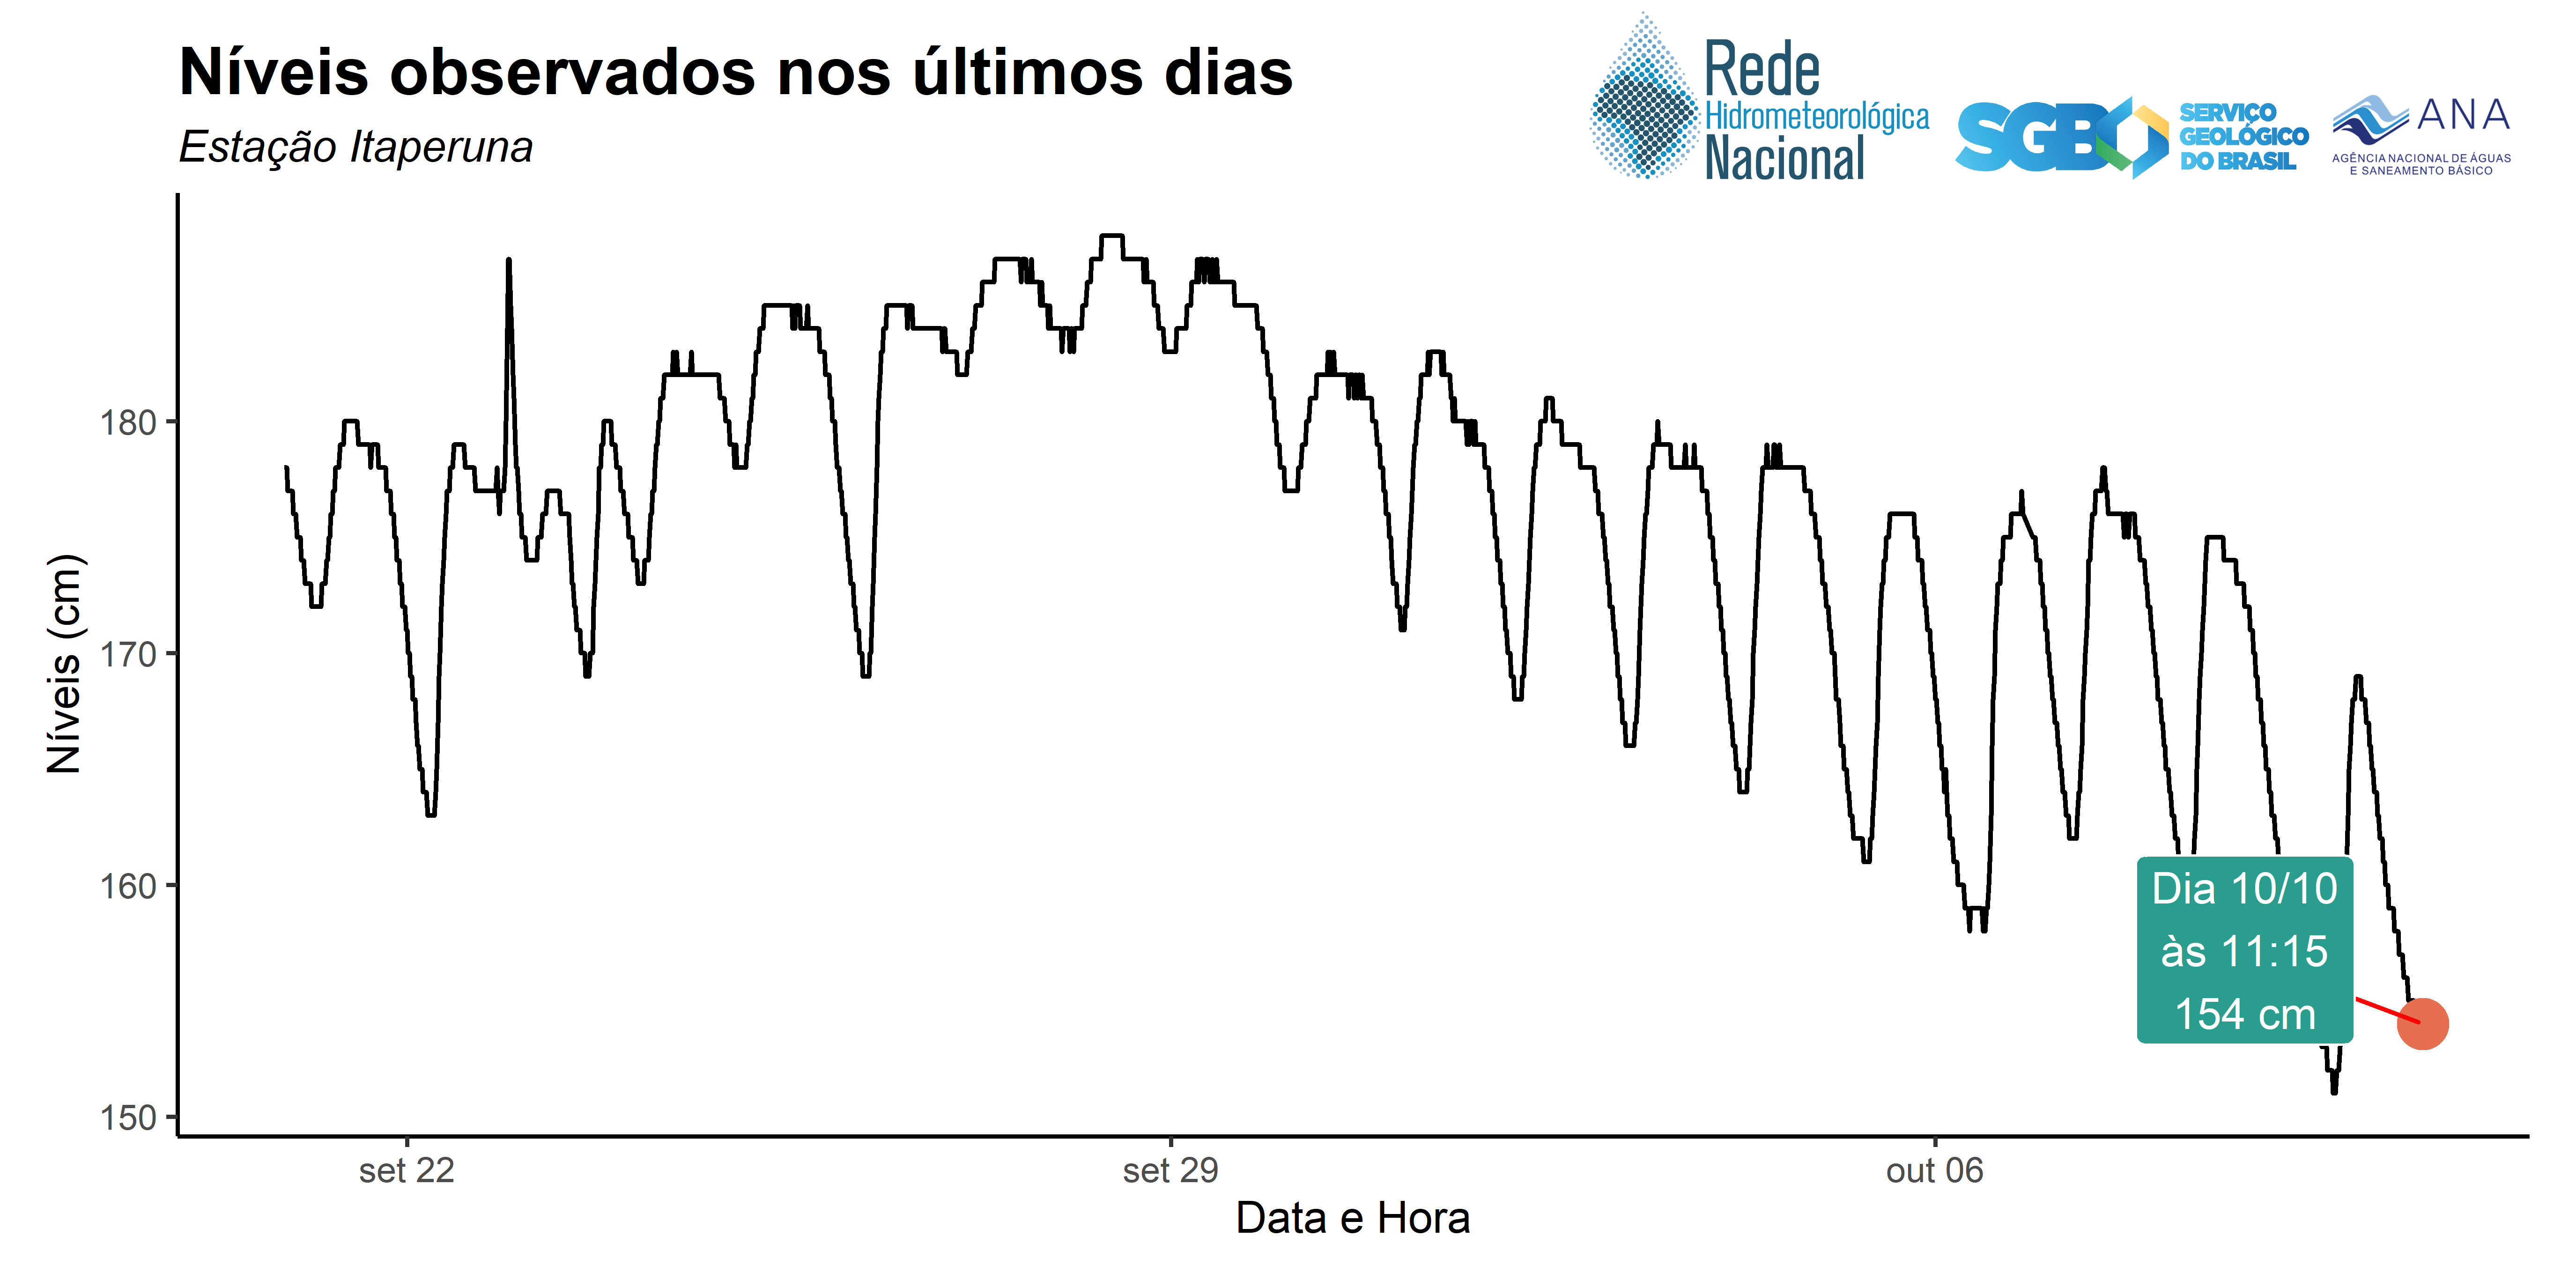 Níveis observados nos últimos dias
Estação Itaperuna
Rede
Hidrometeorológica
Nacional
SGB
SERVIÇO
GEOLÓGICO
DO BRASIL
ANA
AGÊNCIA NACIONAL DE ÁGUAS
E SANEAMENTO BÁSICO
Níveis (cm)
180
170
160
150
Dia 10/10
às 11:15
154 cm
set 22
set 29
out 06
Data e Hora